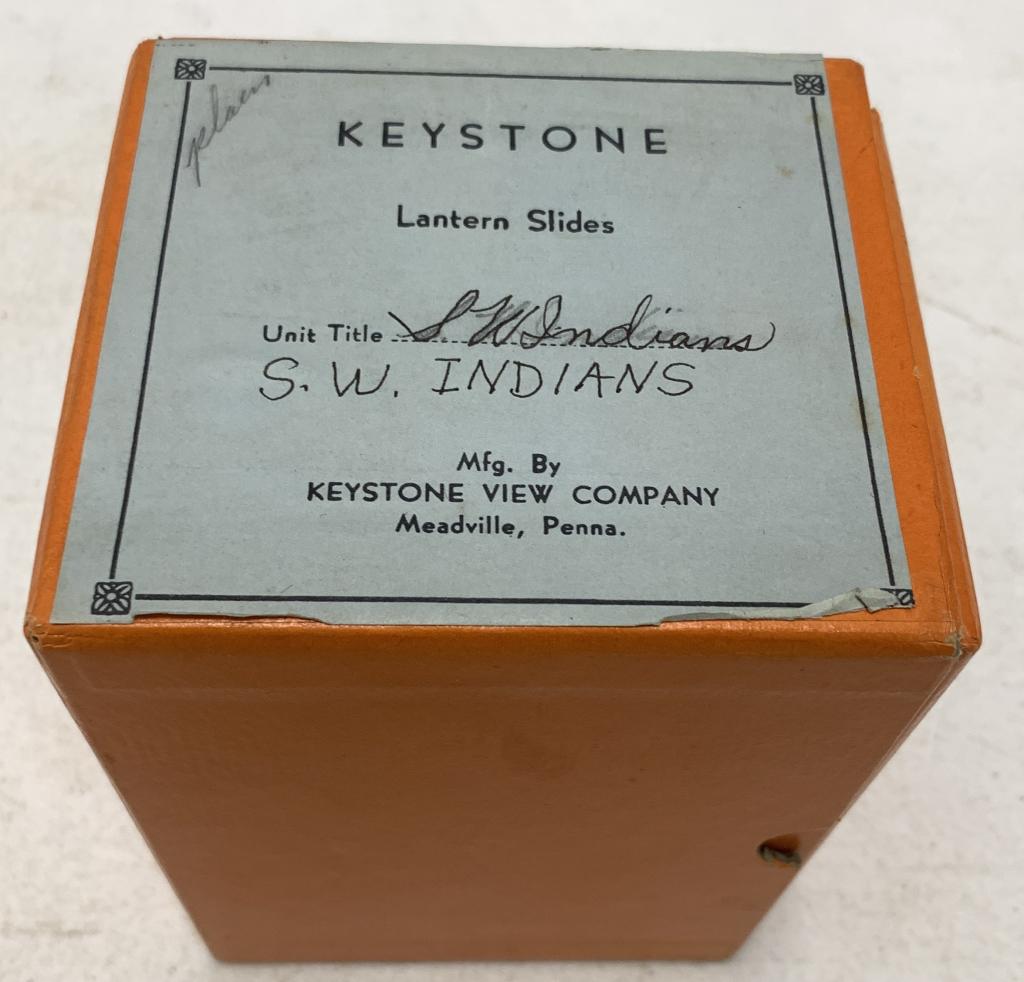 KEYSTONE
Lantern Slides
Unit Title S W Indians
S. W. INDIANS
Mfg. By
KEYSTONE VIEW COMPANY
Meadville, Penna.